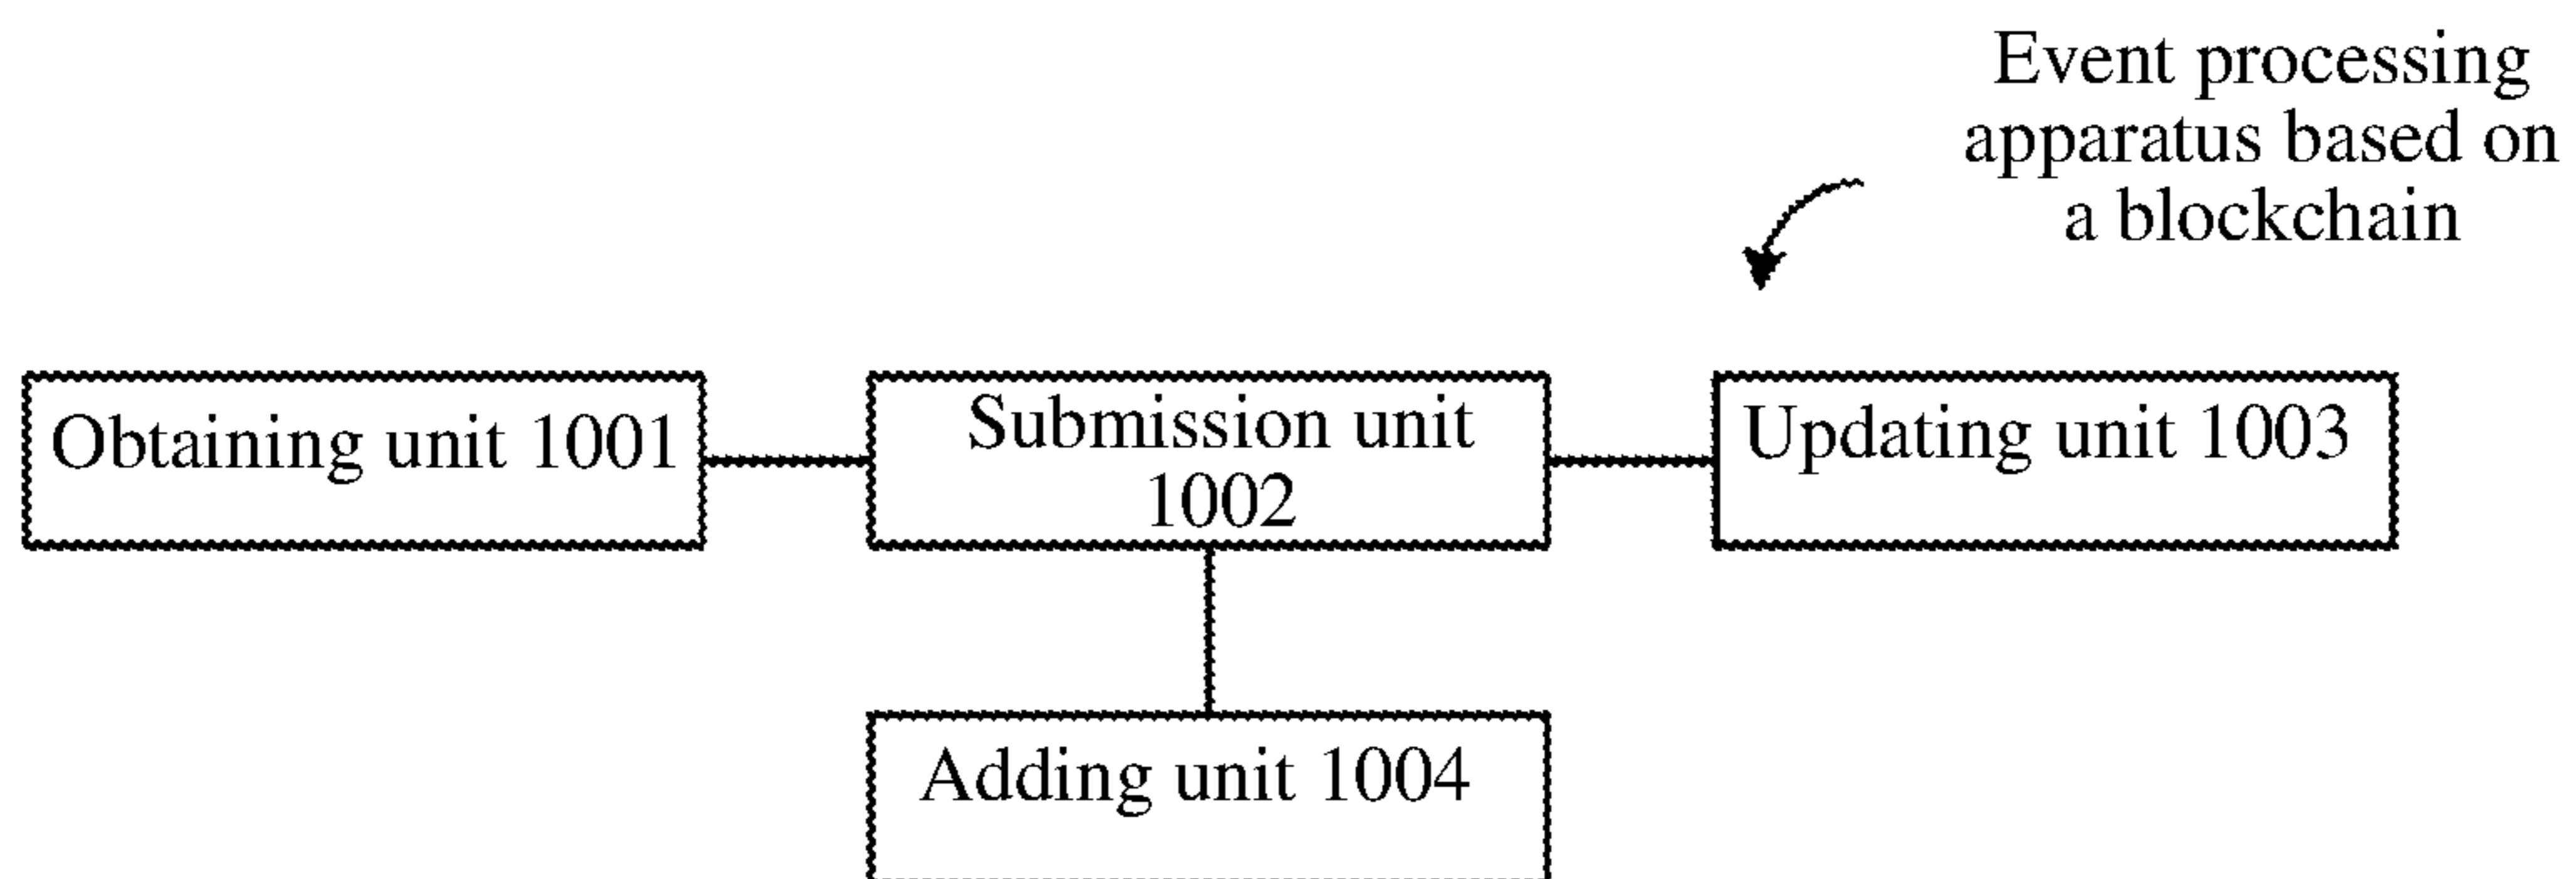 Event processing
apparatus based on
a blockchain
Obtaining unit 1001
Submission unit
1002
Updating unit 1003
Adding unit 1004